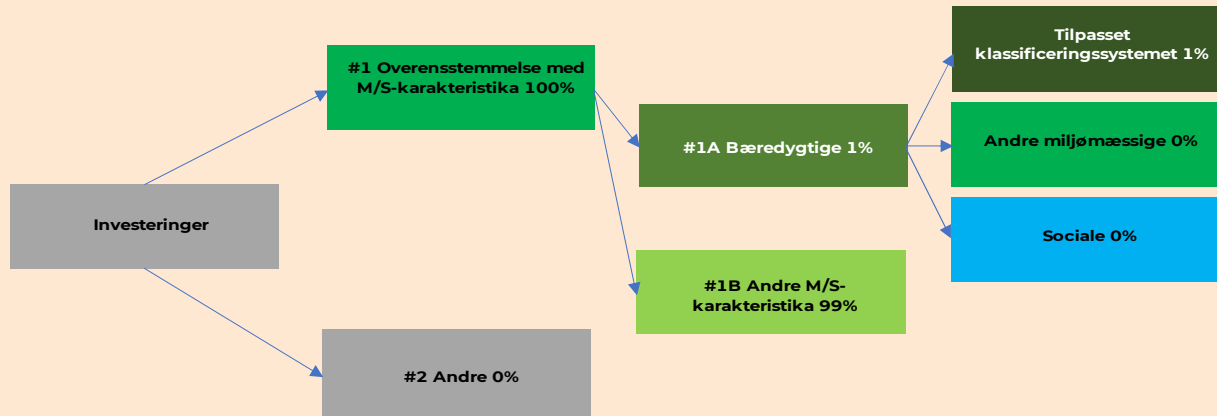 Investeringer
#1 Overensstemmelse med
M/S-karakteristika 100%
#2 Andre 0%
#1A Bæredygtige 1%
#1B Andre M/S-
karakteristika 99%
Tilpasset
klassificeringssystemet 1%
Andre miljømæssige 0%
Sociale 0%